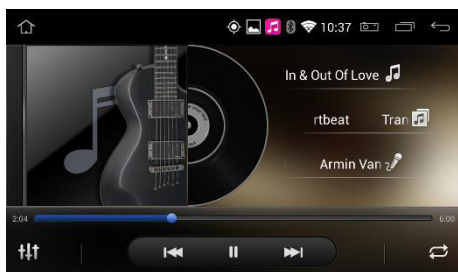 10:37
In & Out Of Love
rtbeat Tran
Armin Van
2:04
6:00